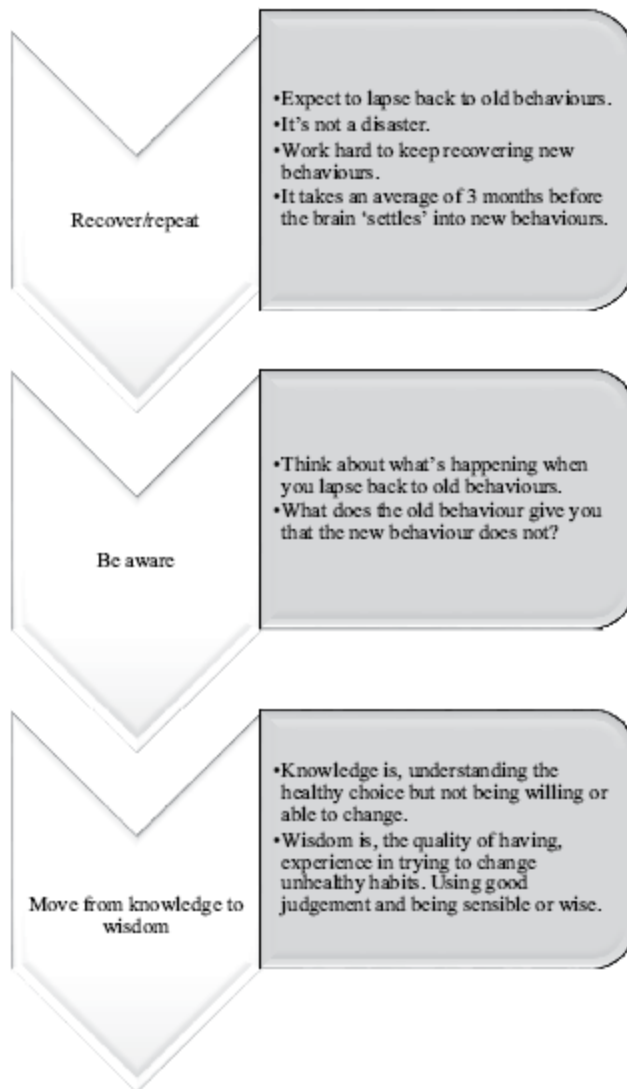 Recover/repeat
•Expect to lapse back to old behaviours.
•It's not a disaster.
•Work hard to keep recovering new
behaviours.
•It takes an average of 3 months before
the brain 'settles' into new behaviours.
Be aware
•Think about what's happening when
you lapse back to old behaviours.
•What does the old behaviour give you
that the new behaviour does not?
Move from knowledge to
wisdom
•Knowledge is, understanding the
healthy choice but not being willing or
able to change.
•Wisdom is, the quality of having,
experience in trying to change
unhealthy habits. Using good
judgement and being sensible or wise.